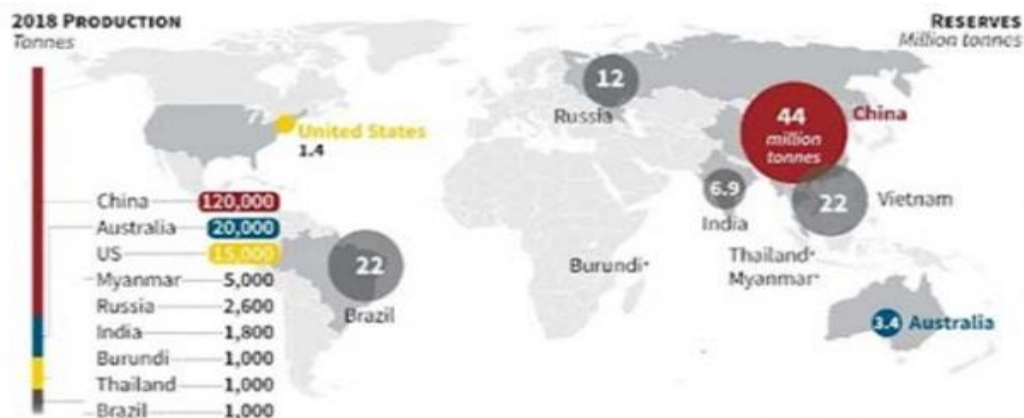 2018 PRODUCTION
Tonnes
RESERVES
Million tonnes
12
Russia
44
million
tonnes
China
United States
1.4
6.9
India
22
Vietnam
China 120,000
Australia 20,000
US 15,000
Myanmar 5,000
Russia 2,600
India 1,800
Burundi 1,000
Thailand 1,000
Brazil 1,000
22
Brazil
Burundi*
Thailand*
Myanmar*
3.4 Australia